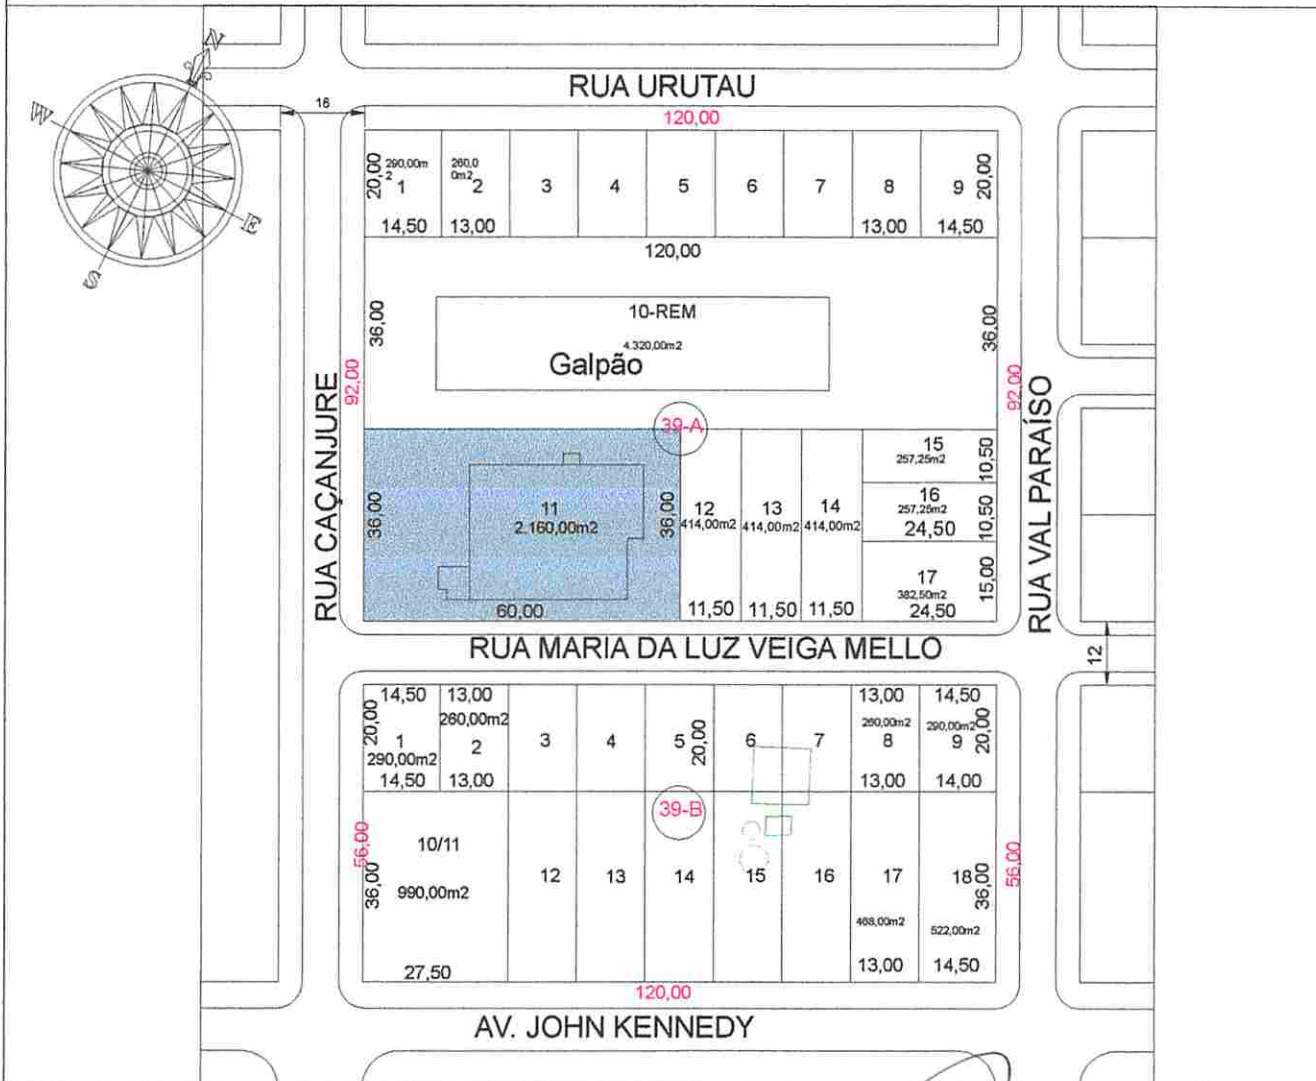 N
W
E
S
RUA URUTAU
16
120,00
20,00
290,00m
2
1
14,50
260,0
0m2
2
13,00
3
4
5
6
7
8
13,00
9
20,00
14,50
120,00
36,00
10-REM
4.320,00m2
Galpão
36,00
92,00
92,00
RUA CAÇANJURE
RUA VAL PARAÍSO
39-A
36,00
11
2.160,00m2
36,00
60,00
12
414,00m2
11,50
13
414,00m2
11,50
14
414,00m2
11,50
15
257,25m2
10,50
16
257,25m2
24,50
10,50
17
382,50m2
24,50
15,00
RUA MARIA DA LUZ VEIGA MELLO
12
14,50
20,00
1
290,00m2
14,50
13,00
260,00m2
2
13,00
3
4
5
20,00
6
7
13,00
260,00m2
8
13,00
14,50
290,00m2
9
20,00
14,00
39-B
56,00
56,00
10/11
36,00
990,00m2
27,50
12
13
14
15
16
17
468,00m2
13,00
18
36,00
522,00m2
14,50
120,00
AV. JOHN KENNEDY